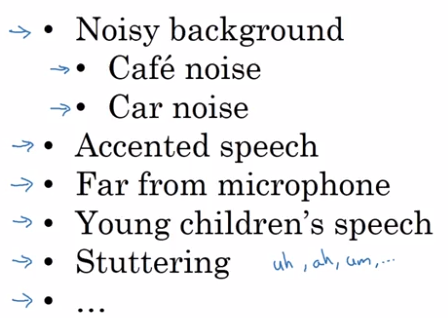 → • Noisy background
→ • Café noise
→ • Car noise
→ • Accented speech
→ • Far from microphone
→ • Young children's speech
→ • Stuttering uh, ah, um, ...
→ • ...